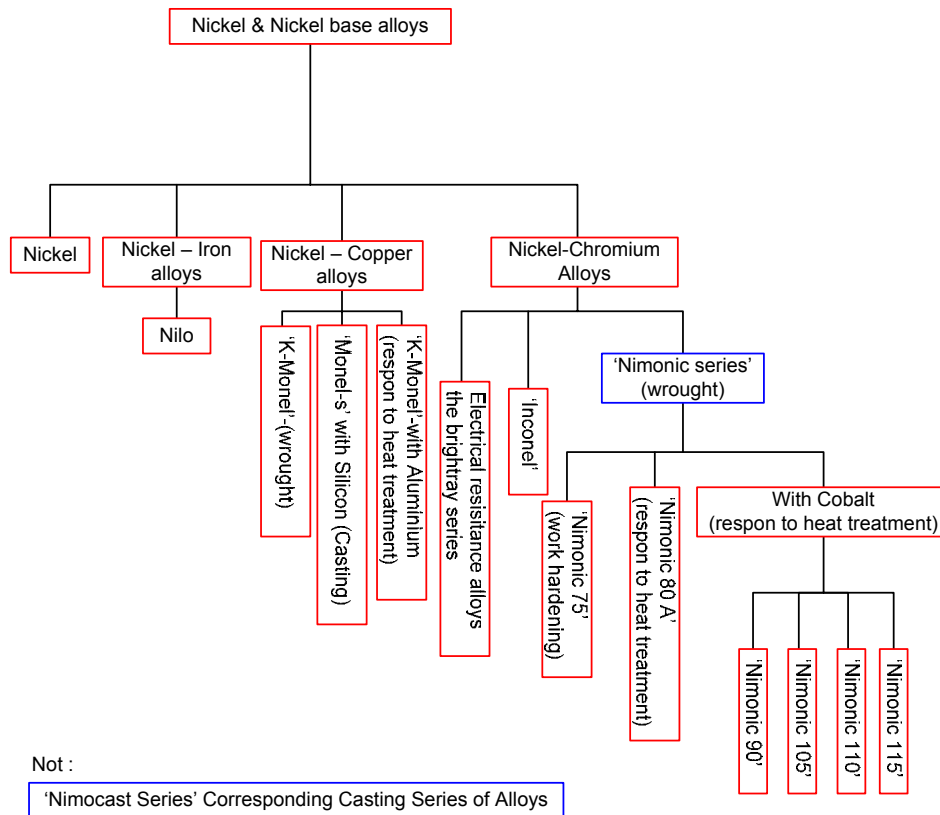 Nickel & Nickel base alloys
Nickel
Nickel – Iron
alloys
Nickel – Copper
alloys
Nickel-Chromium
Alloys
Nilo
‘K-Monel’-(wrought)
‘Monel-s’ with Silicon (Casting)
‘K-Monel’-with Aluminium
(respon to heat treatment)
Electrical resisitance alloys
the brightray series
‘Inconel’
‘Nimonic series’
(wrought)
‘Nimonic 75’
(work hardening)
‘Nimonic 80 A’
(respon to heat treatment)
With Cobalt
(respon to heat treatment)
‘Nimonic 90’
‘Nimonic 105’
‘Nimonic 110’
‘Nimonic 115’
Not :
‘Nimocast Series’ Corresponding Casting Series of Alloys